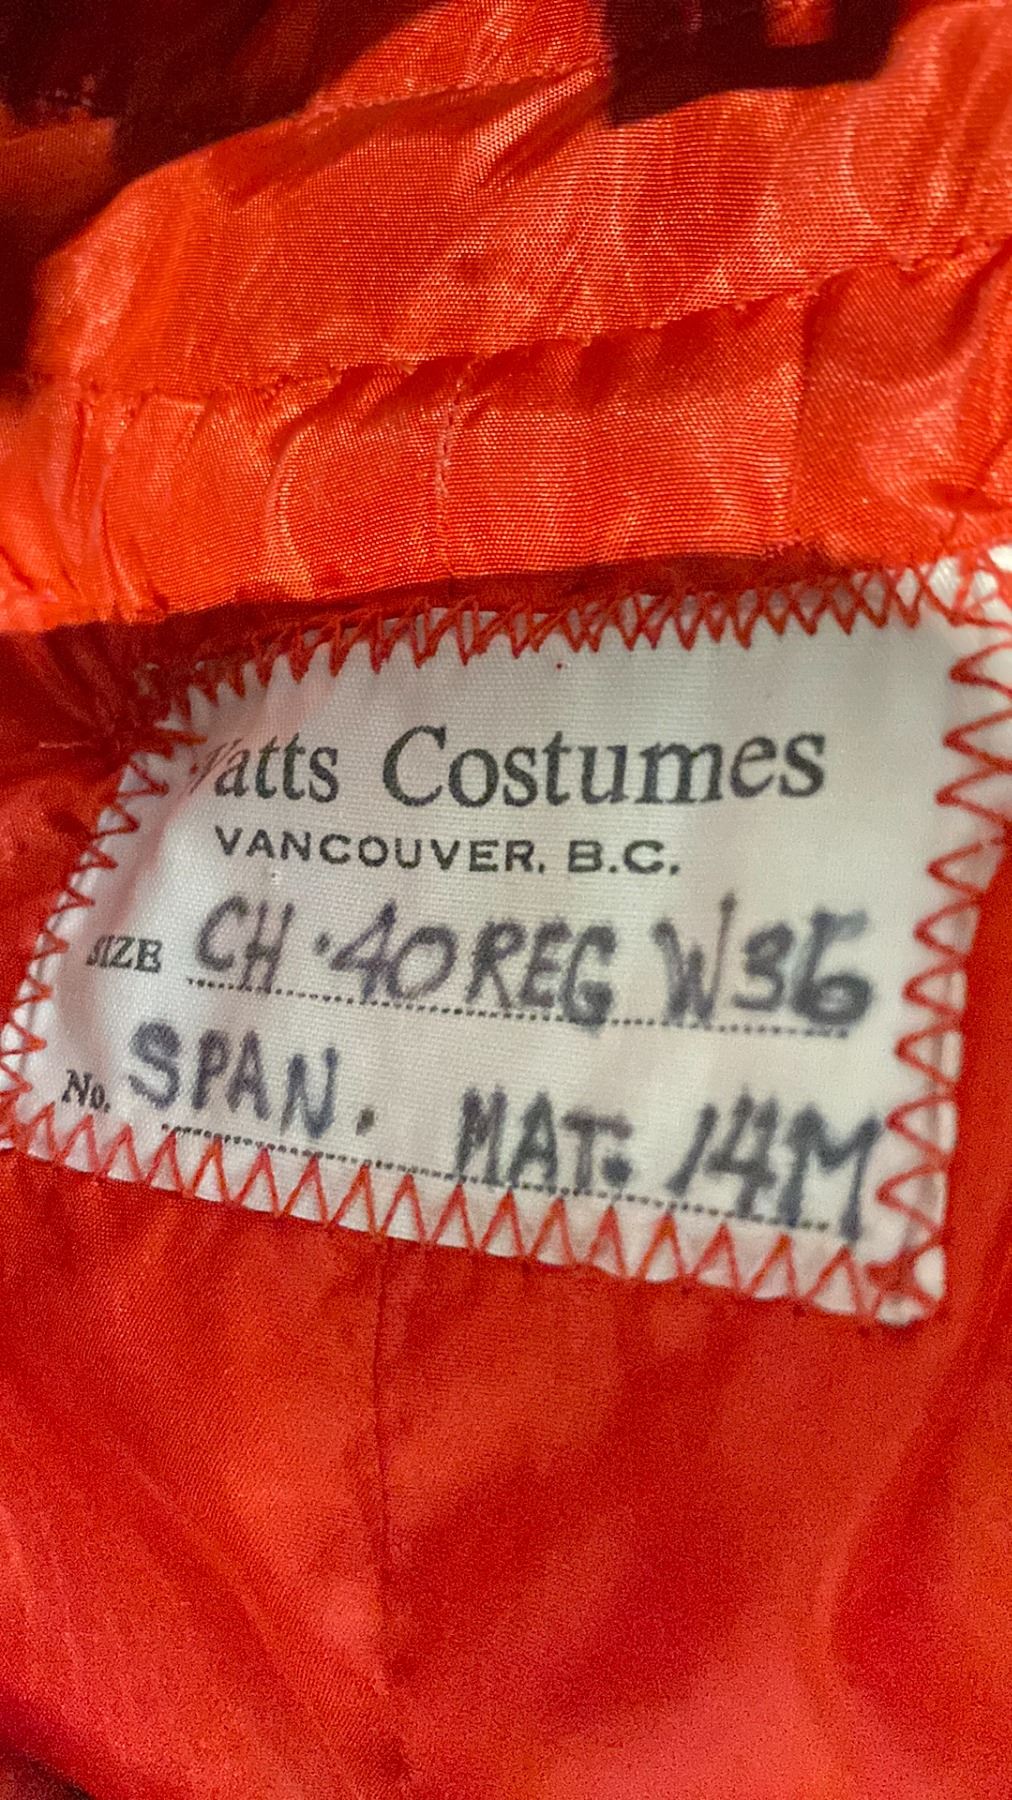 Watts Costumes
VANCOUVER, B.C.
SIZE CH. 40 REG W36
No. SPAN. MAT. 14M